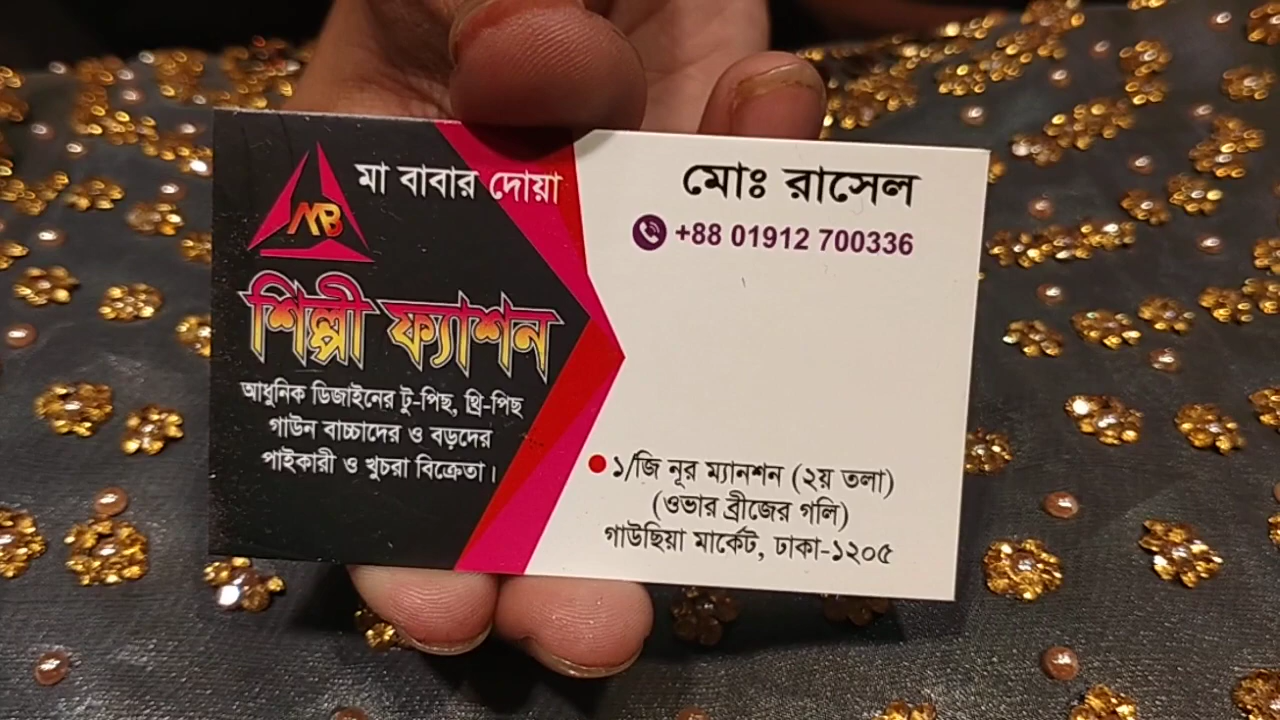 MB
মা বাবার দোয়া
শিল্পী ফ্যাশন
আধুনিক ডিজাইনের টু-পিছ, থ্রি-পিছ
গাউন বাচ্চাদের ও বড়দের
পাইকারী ও খুচরা বিক্রেতা।
মোঃ রাসেল
+88 01912 700336
১/জি নূর ম্যানশন (২য় তলা)
(ওভার ব্রীজের গলি)
গাউছিয়া মার্কেট, ঢাকা-১২০৫